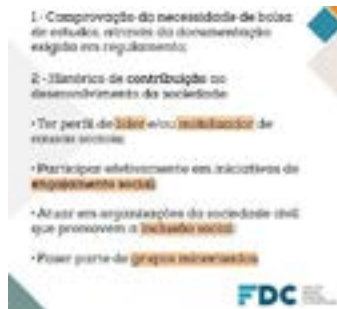 1 - Comprovação da necessidade de bolsa
de estudos, através da documentação
exigida em regulamento;
2 - Histórico de contribuição no
desenvolvimento da sociedade:
• Ter perfil de líder e/ou mobilizador de
causas sociais;
• Participar efetivamente em iniciativas de
engajamento social;
• Atuar em organizações da sociedade civil
que promovem a inclusão social;
• Fazer parte de grupos minorizados.
FDC